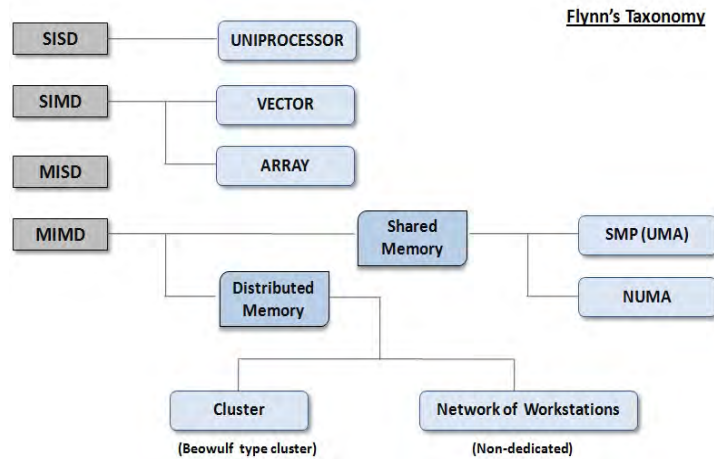 Flynn's Taxonomy
SISD
UNIPROCESSOR
SIMD
VECTOR
ARRAY
MISD
MIMD
Shared
Memory
SMP (UMA)
NUMA
Distributed
Memory
Cluster
(Beowulf type cluster)
Network of Workstations
(Non-dedicated)